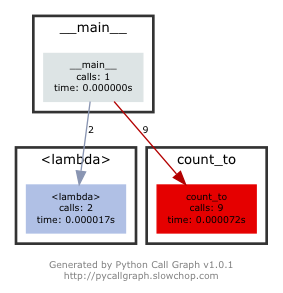 __main__
__main__
calls: 1
time: 0.000000s
2
9
<lambda>
<lambda>
calls: 2
time: 0.000017s
count_to
count_to
calls: 9
time: 0.000072s
Generated by Python Call Graph v1.0.1
http://pycallgraph.slowchop.com